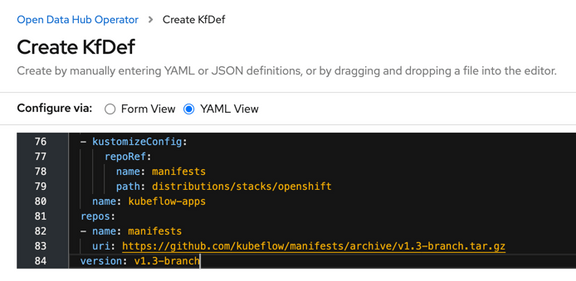 Open Data Hub Operator > Create KfDef
Create KfDef
Create by manually entering YAML or JSON definitions, or by dragging and dropping a file into the editor.
Configure via: Form View YAML View
76 - kustomizeConfig:
77 repoRef:
78 name: manifests
79 path: distributions/stacks/openshift
80 name: kubeflow-apps
81 repos:
82 - name: manifests
83 uri: https://github.com/kubeflow/manifests/archive/v1.3-branch.tar.gz
84 version: v1.3-branch